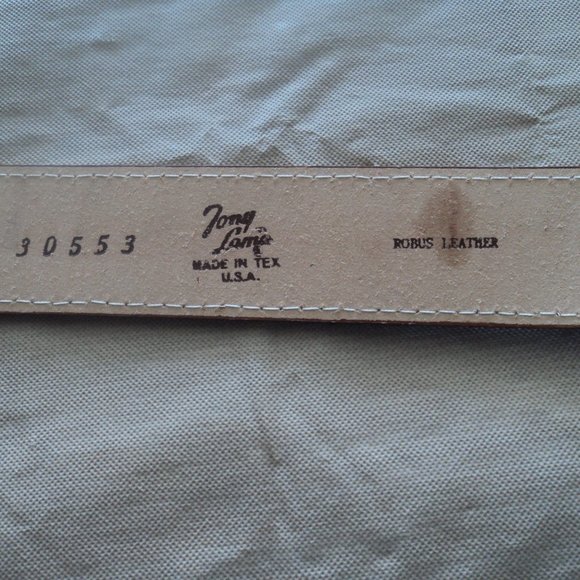 30553
Tony
Lama
MADE IN TEX
U.S.A.
ROBUS LEATHER